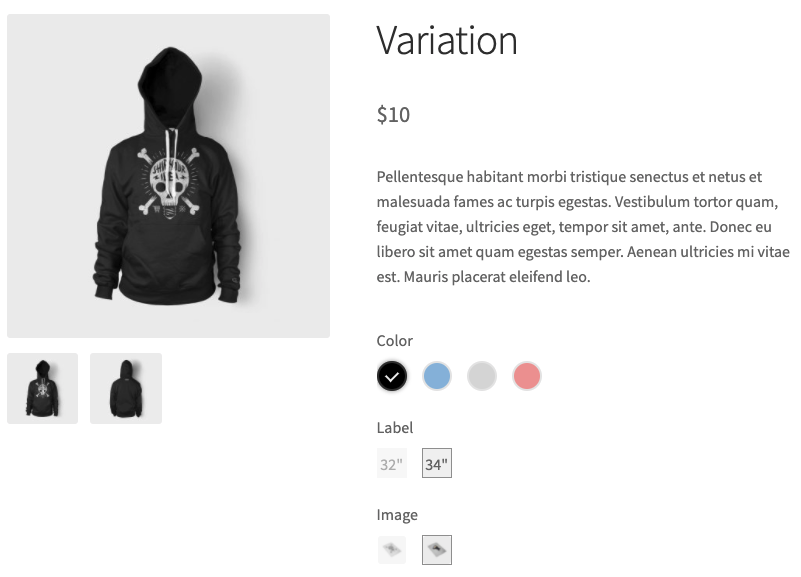 Variation
$10
Pellentesque habitant morbi tristique senectus et netus et
malesuada fames ac turpis egestas. Vestibulum tortor quam,
feugiat vitae, ultricies eget, tempor sit amet, ante. Donec eu
libero sit amet quam egestas semper. Aenean ultricies mi vitae
est. Mauris placerat eleifend leo.
Color
Label
32" 34"
Image